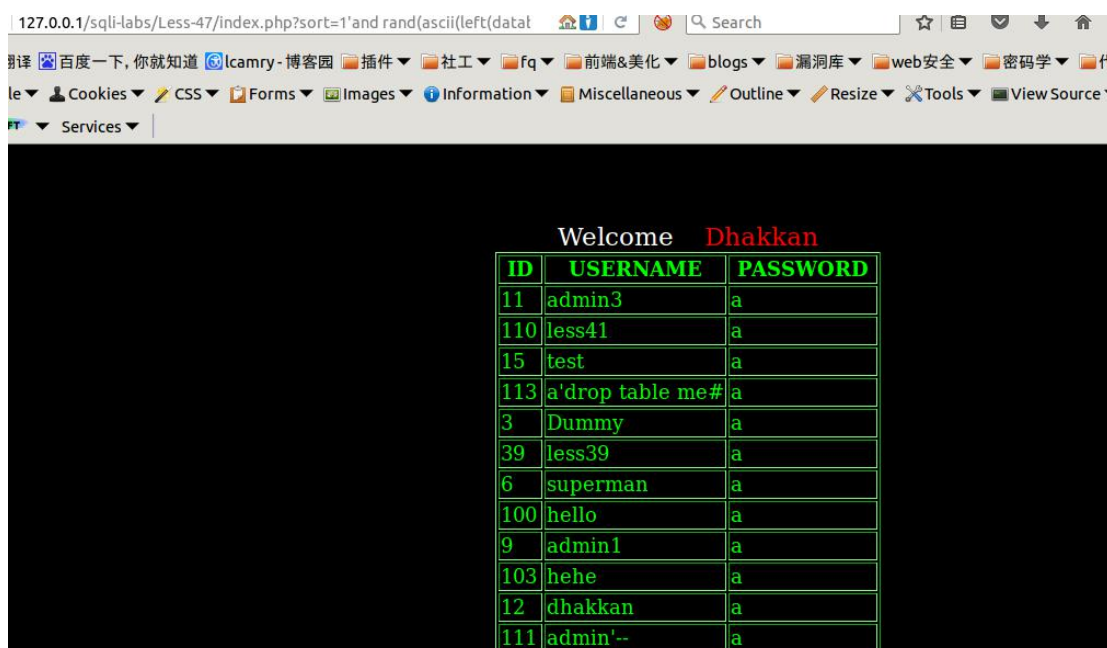 127.0.0.1/sqli-labs/Less-47/index.php?sort=1'and rand(ascii(left(datal Search
翻译 百度一下,你就知道 lcamry-博客园 插件 社工 fq 前端&美化 blogs 漏洞库 web安全 密码学
le Cookies CSS Forms Images Information Miscellaneous Outline Resize Tools View Source
Services
Welcome Dhakkan
ID USERNAME PASSWORD
11 admin3 a
110 less41 a
15 test a
113 a'drop table me# a
3 Dummy a
39 less39 a
6 superman a
100 hello a
9 admin1 a
103 hehe a
12 dhakkan a
111 admin'-- a